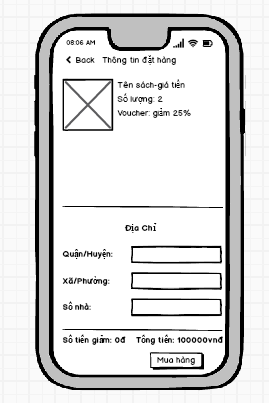 08:06 AM
Back Thông tin đặt hàng
Tên sách-giá tiền
Số lượng: 2
Voucher: giảm 25%
Địa Chỉ
Quận/Huyện:
Xã/Phường:
Số nhà:
Số tiền giảm: 0đ Tổng tiền: 100000vnđ
Mua hàng